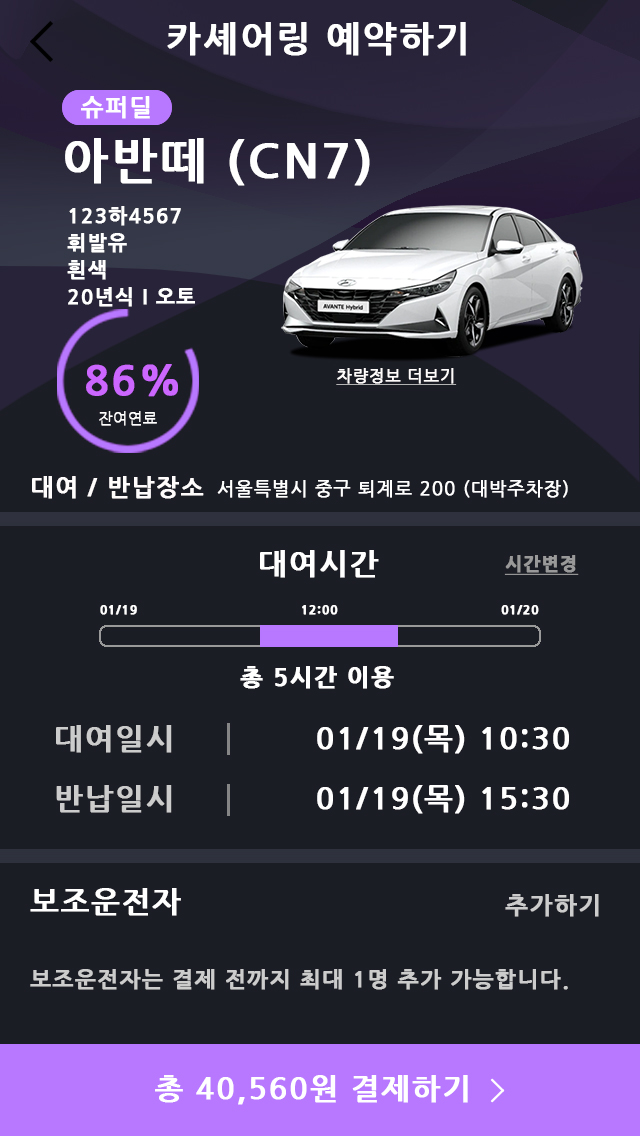 카셰어링 예약하기
슈퍼딜
아반떼 (CN7)
123하4567
휘발유
흰색
20년식 I 오토
AVANTE Hybrid
86%
잔여연료
차량정보 더보기
대여 / 반납장소 서울특별시 중구 퇴계로 200 (대박주차장)
대여시간 시간변경
01/19 12:00 01/20
총 5시간 이용
대여일시 | 01/19(목) 10:30
반납일시 | 01/19(목) 15:30
보조운전자 추가하기
보조운전자는 결제 전까지 최대 1명 추가 가능합니다.
총 40,560원 결제하기 >